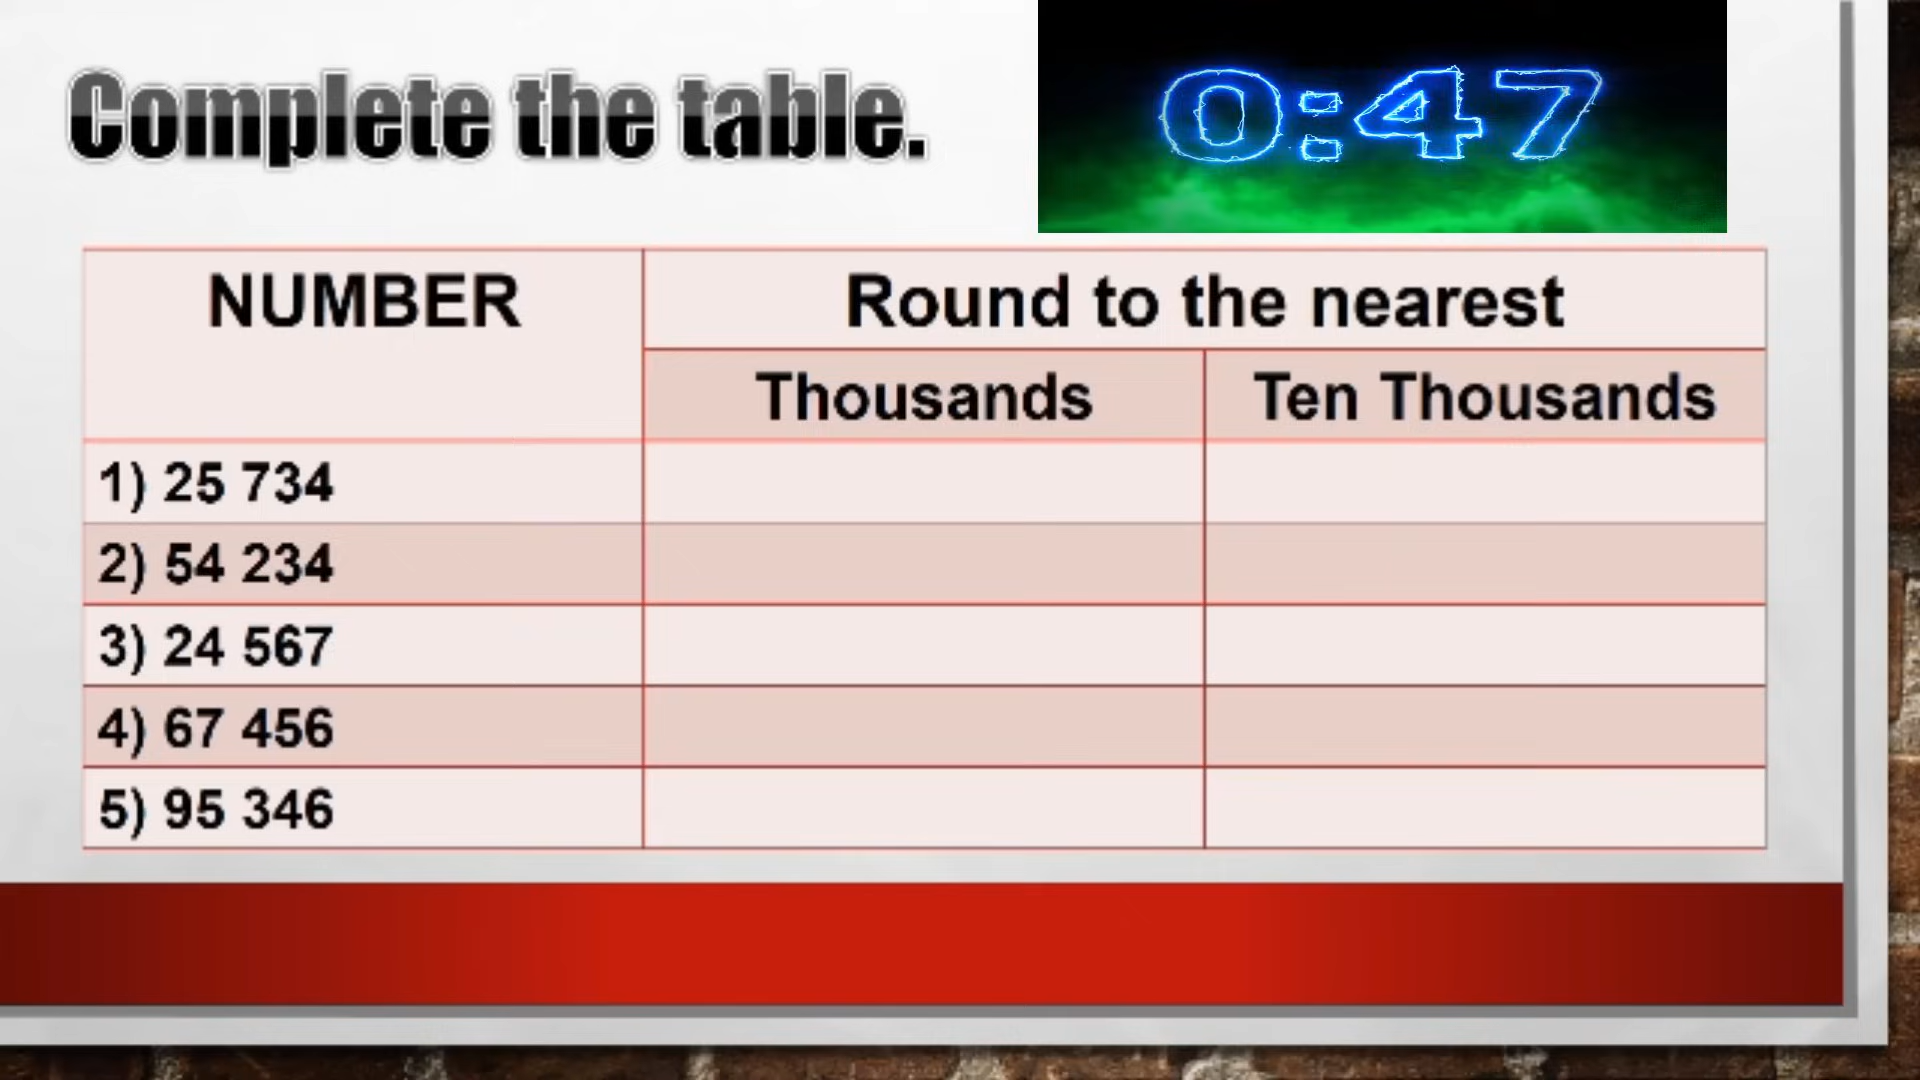 Complete the table.
0:47
NUMBER
Round to the nearest
Thousands
Ten Thousands
1) 25 734
2) 54 234
3) 24 567
4) 67 456
5) 95 346